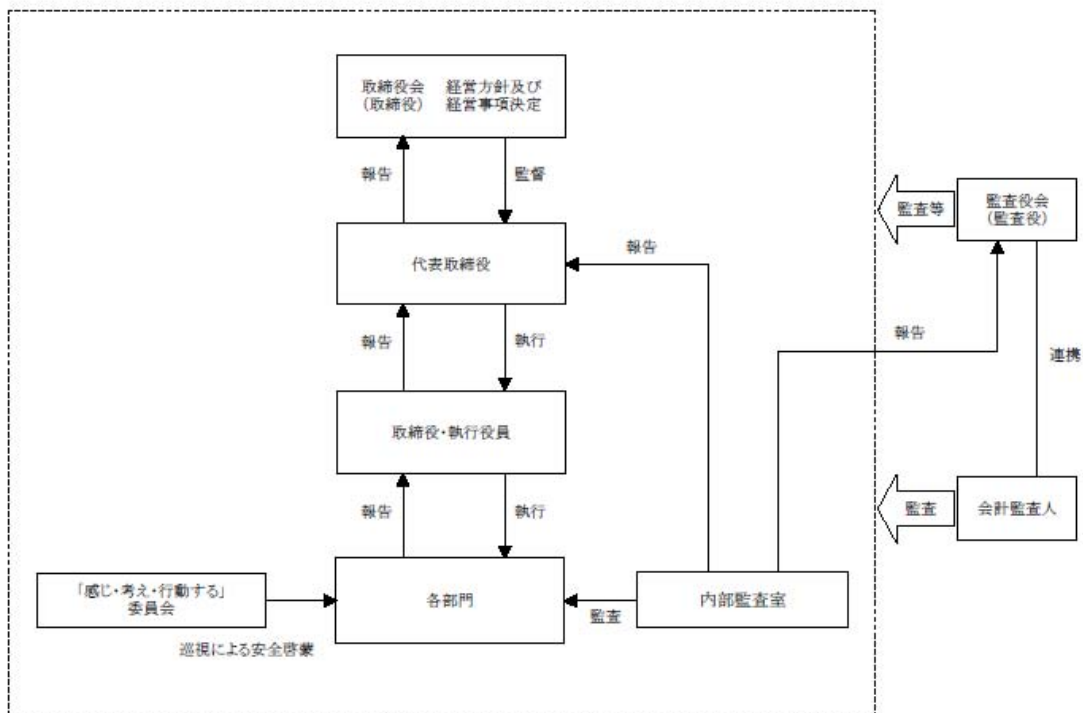 取締役会 経営方針及び
(取締役) 経営事項決定
報告
監督
監査等
監査役会
(監査役)
代表取締役
報告
報告
執行
報告
連携
取締役・執行役員
報告
執行
監査
会計監査人
「感じ・考え・行動する」
委員会
各部門
監査
内部監査室
巡視による安全啓蒙